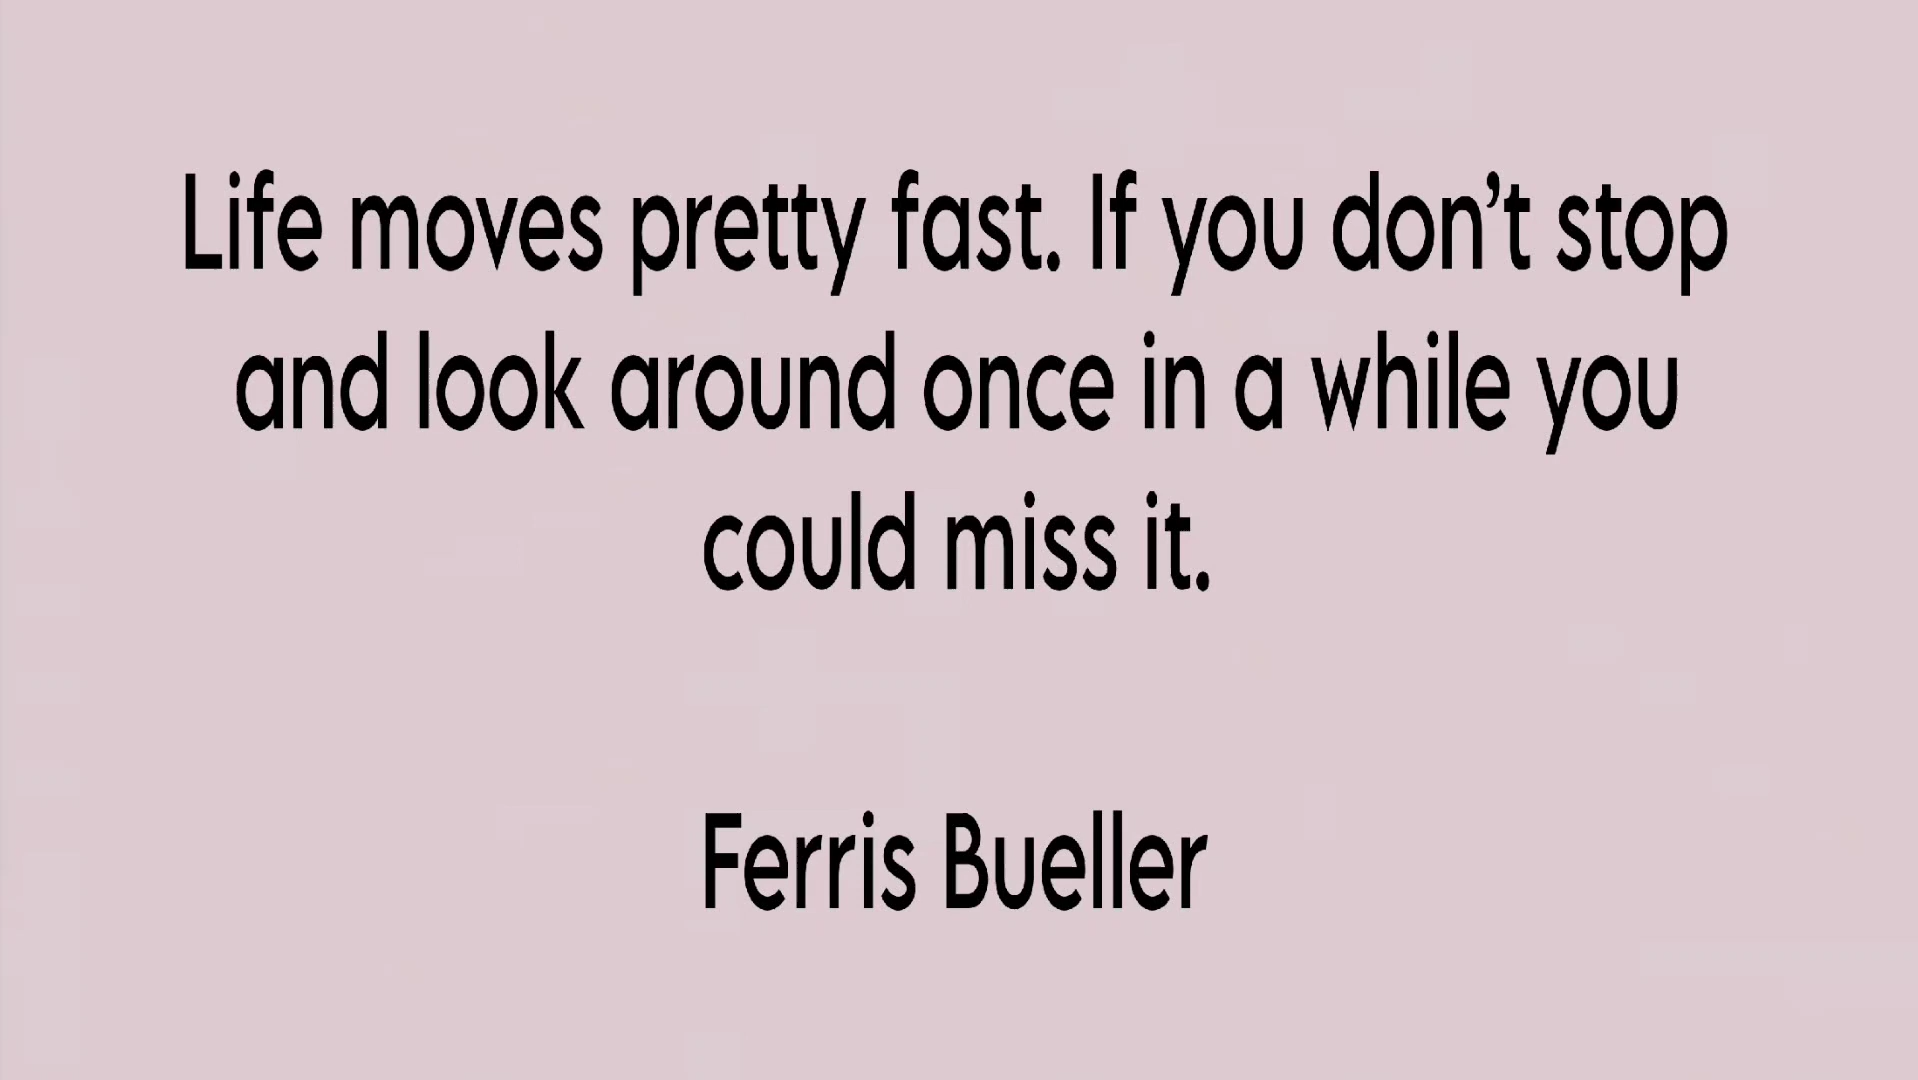 Life moves pretty fast. If you don’t stop
and look around once in a while you
could miss it.
Ferris Bueller